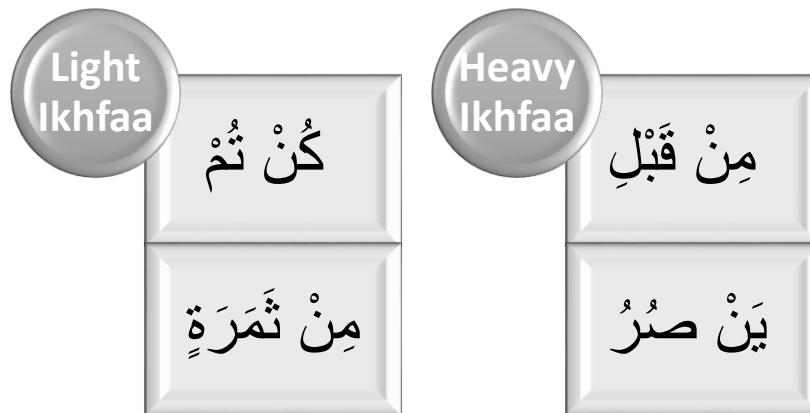 Light
Ikhfaa
كُنْ تُمْ
مِنْ ثَمَرَةٍ
Heavy
Ikhfaa
مِنْ قَبْلِ
يَنْ صُرُ